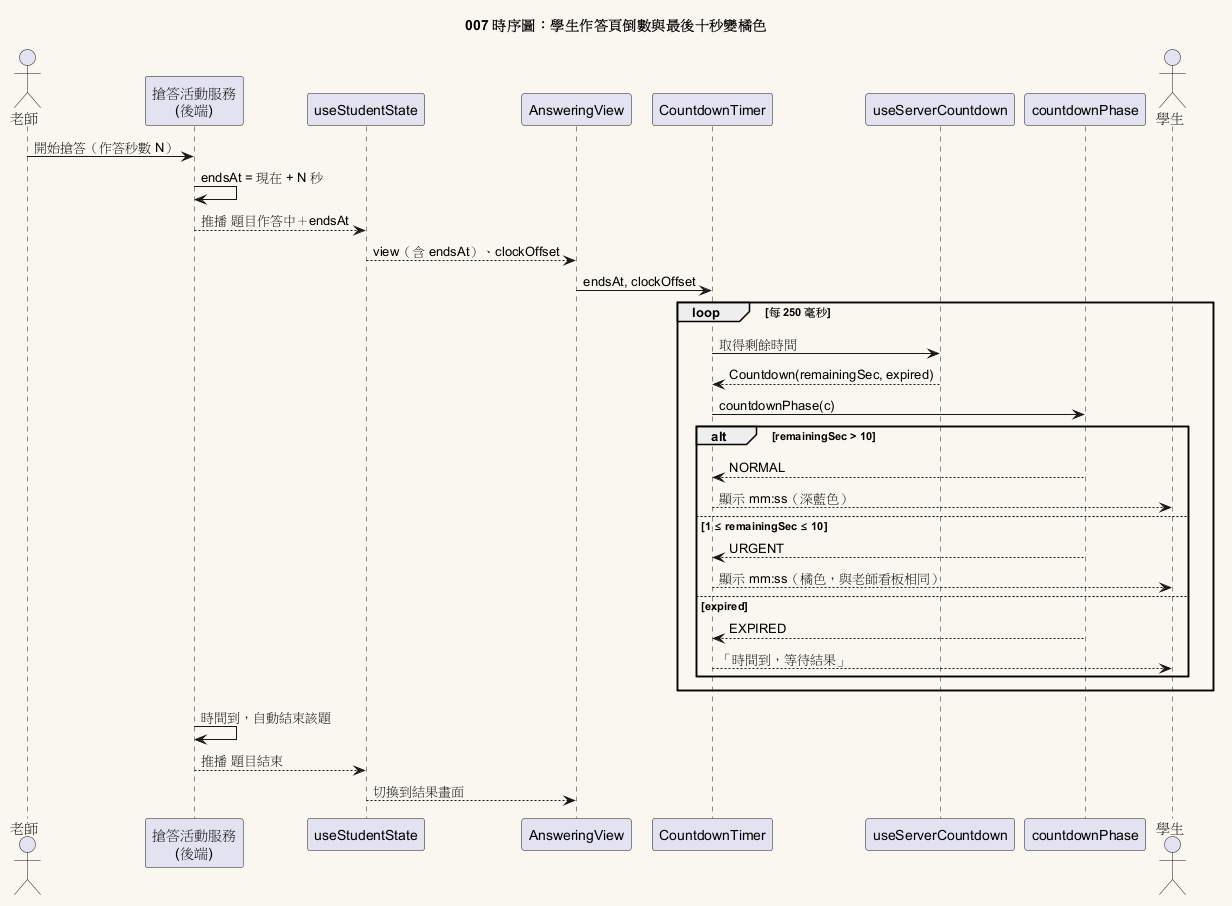 007 時序圖：學生作答頁倒數與最後十秒變橘色
老師
搶答活動服務
(後端)
useStudentState
AnsweringView
CountdownTimer
useServerCountdown
countdownPhase
學生
開始搶答（作答秒數 N）
endsAt = 現在 + N 秒
推播 題目作答中＋endsAt
view（含 endsAt）、clockOffset
endsAt, clockOffset
loop [每 250 毫秒]
取得剩餘時間
Countdown(remainingSec, expired)
countdownPhase(c)
alt [remainingSec > 10]
NORMAL
顯示 mm:ss（深藍色）
[1 ≤ remainingSec ≤ 10]
URGENT
顯示 mm:ss（橘色，與老師看板相同）
[expired]
EXPIRED
「時間到，等待結果」
時間到，自動結束該題
推播 題目結束
切換到結果畫面
老師
搶答活動服務
(後端)
useStudentState
AnsweringView
CountdownTimer
useServerCountdown
countdownPhase
學生